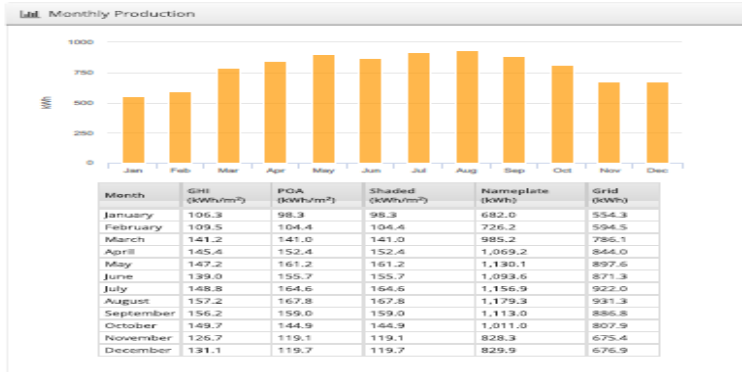 Monthly Production
1000
750
500
250
0
kWh
Jan Feb Mar Apr May Jun Jul Aug Sep Oct Nov Dec
Month GHI (kWh/m²) POA (kWh/m²) Shaded (kWh/m²) Nameplate (kWh) Grid (kWh)
January 106.3 98.3 98.3 682.0 554.3
February 109.5 104.4 104.4 726.2 594.5
March 141.2 141.0 141.0 985.2 786.1
April 145.4 152.4 152.4 1,069.2 844.0
May 147.2 161.2 161.2 1,130.1 897.6
June 139.0 155.7 155.7 1,093.6 871.3
July 148.8 164.6 164.6 1,156.9 922.0
August 157.2 167.8 167.8 1,179.3 931.3
September 156.2 159.0 159.0 1,113.0 886.8
October 149.7 144.9 144.9 1,011.0 807.9
November 126.7 119.1 119.1 828.3 675.4
December 131.1 119.7 119.7 829.9 676.9